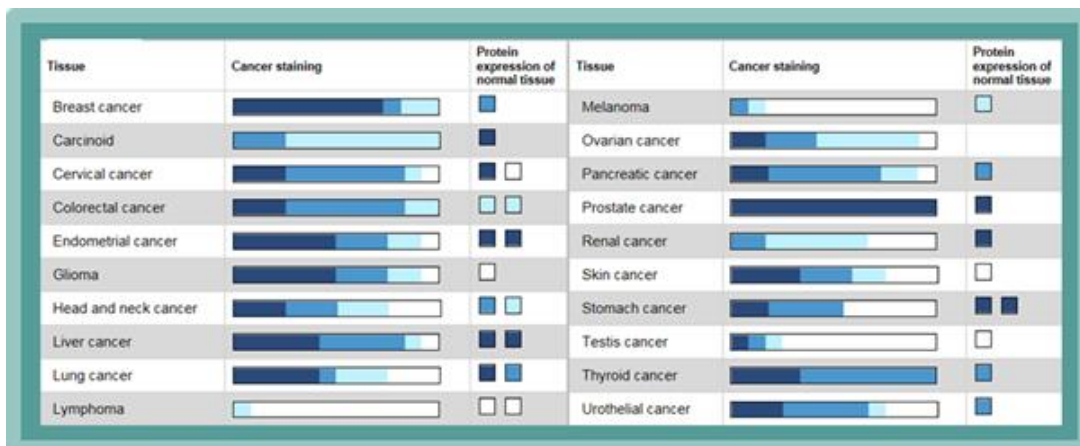 Tissue Cancer staining Protein expression of normal tissue Tissue Cancer staining Protein expression of normal tissue
Breast cancer Melanoma
Carcinoid Ovarian cancer
Cervical cancer Pancreatic cancer
Colorectal cancer Prostate cancer
Endometrial cancer Renal cancer
Glioma Skin cancer
Head and neck cancer Stomach cancer
Liver cancer Testis cancer
Lung cancer Thyroid cancer
Lymphoma Urothelial cancer